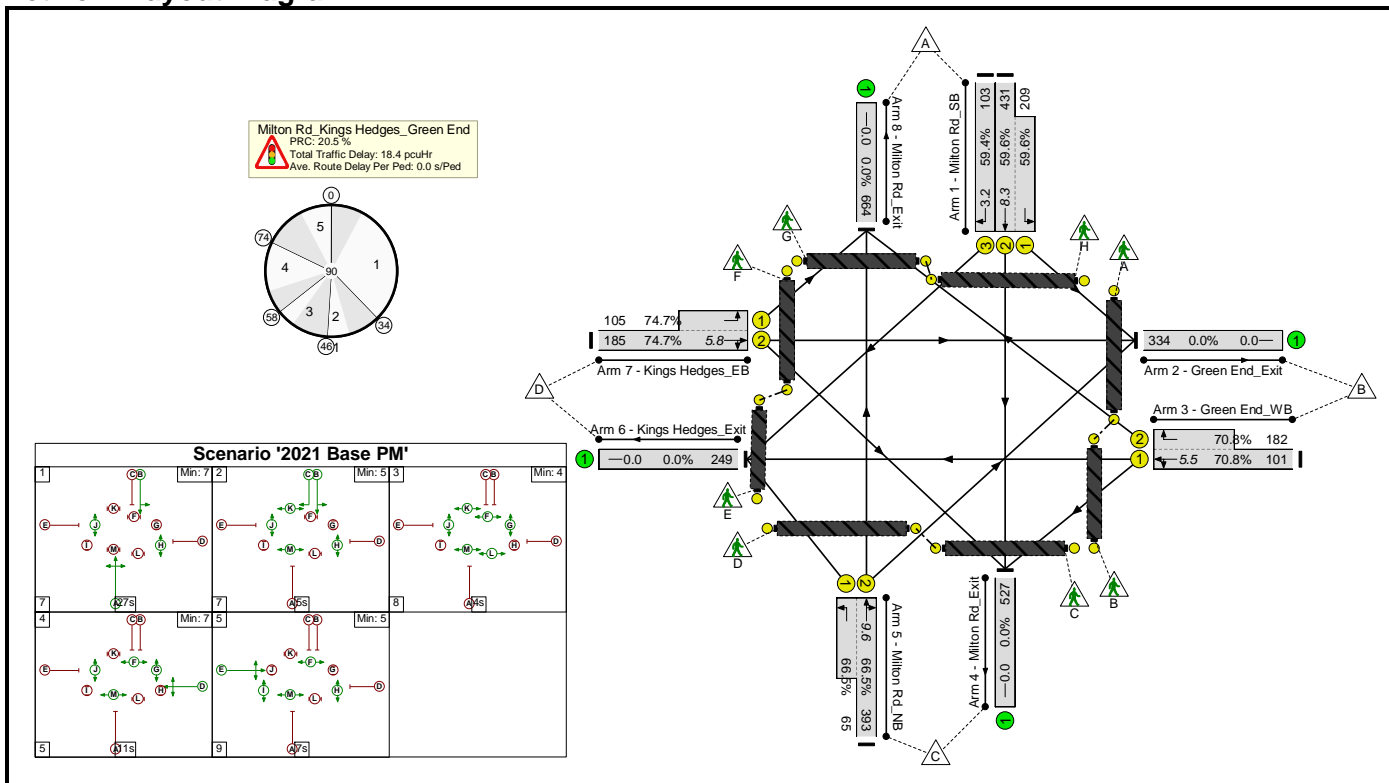 Milton Rd_Kings Hedges_Green End
PRC: 20.5 %
Total Traffic Delay: 18.4 pcuHr
Ave. Route Delay Per Ped: 0.0 s/Ped
0
5
74
4
90
1
3
2
58
34
46
A
1
Arm 8 - Milton Rd_Exit
0.0 0.0% 664
Arm 1 - Milton Rd_SB
103 59.4% 3.2
431 59.6% 8.3
209 59.6%
3 2 1
G
H
A
F
105 74.7%
1
185 74.7% 5.8
2
Arm 7 - Kings Hedges_EB
334 0.0% 0.0
1
Arm 2 - Green End_Exit
D
B
Arm 6 - Kings Hedges_Exit
1
0.0 0.0% 249
Arm 3 - Green End_WB
2
70.8% 182
1
5.5 70.8% 101
E
D
C
B
1 2
66.5% 65
9.6 66.5% 393
Arm 5 - Milton Rd_NB
Arm 4 - Milton Rd_Exit
0.0 0.0% 527
1
C
Scenario '2021 Base PM'
1 Min: 7
C B
K
F
E J G
I H D
M L
7 A 27s
2 Min: 5
C B
K
F
E J G
I H D
M L
7 A 5s
3 Min: 4
C B
K
F
E J G
I H D
M L
8 A 4s
4 Min: 7
C B
K
F
E J G
I H D
M L
5 A 11s
5 Min: 5
C B
K
F
E J G
I H D
M L
9 A 7s